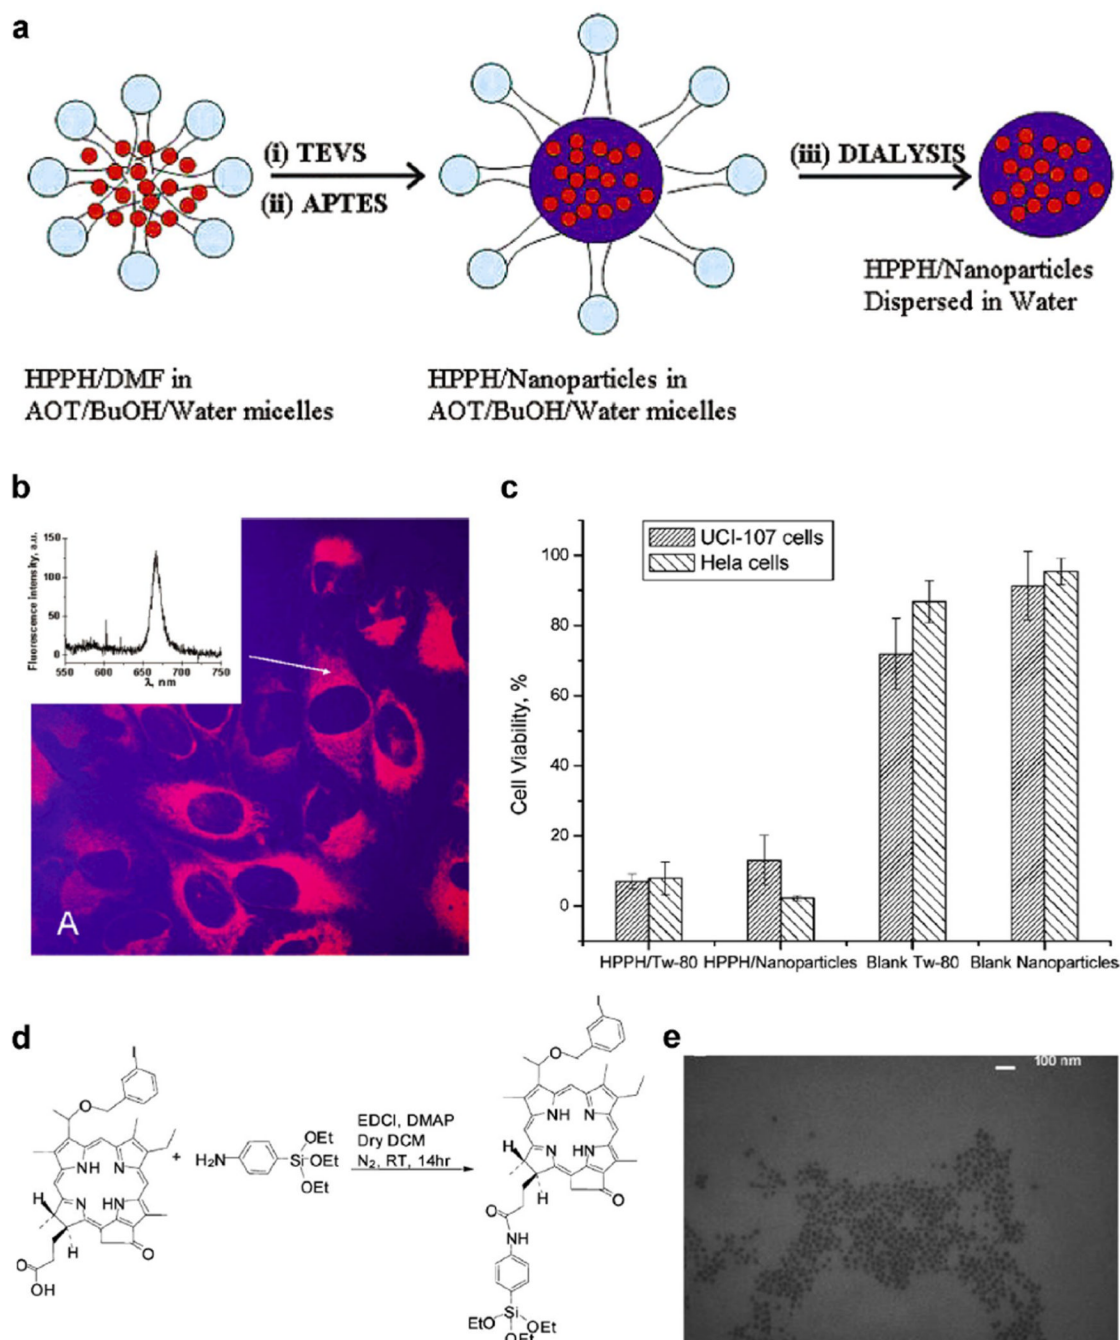 a
(i) TEVS
(ii) APTES
(iii) DIALYSIS
HPPH/Nanoparticles
Dispersed in Water
HPPH/DMF in
AOT/BuOH/Water micelles
HPPH/Nanoparticles in
AOT/BuOH/Water micelles
b
Fluorescence intensity, a.u.
150
100
50
0
550 600 650 700 750
λ, nm
A
c
UCI-107 cells
Hela cells
Cell Viability, %
100
80
60
40
20
0
HPPH/Tw-80 HPPH/Nanoparticles Blank Tw-80 Blank Nanoparticles
d
I
O
NH N
N HN
H
H
O
O
OH
+
H₂N
OEt
Si OEt
OEt
EDCI, DMAP
Dry DCM
N₂, RT, 14hr
I
O
NH N
N HN
H
H
O
O
NH
Si
EtO OEt
OEt
e
100 nm